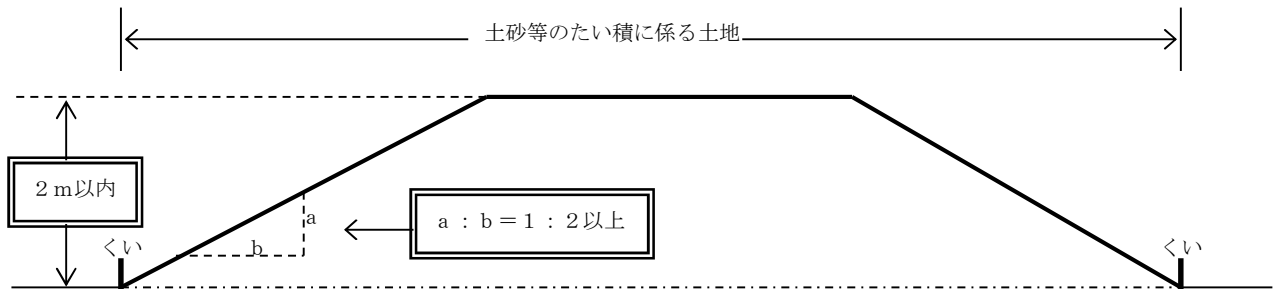 土砂等のたい積に係る土地
２ｍ以内
ａ
ａ：ｂ＝１：２以上
くい
ｂ
くい